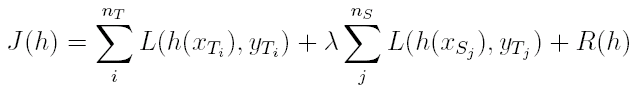 J(h) = \sum_{i}^{n_T} L(h(x_{T_i}), y_{T_i}) + \lambda \sum_{j}^{n_S} L(h(x_{S_j}), y_{T_j}) + R(h)